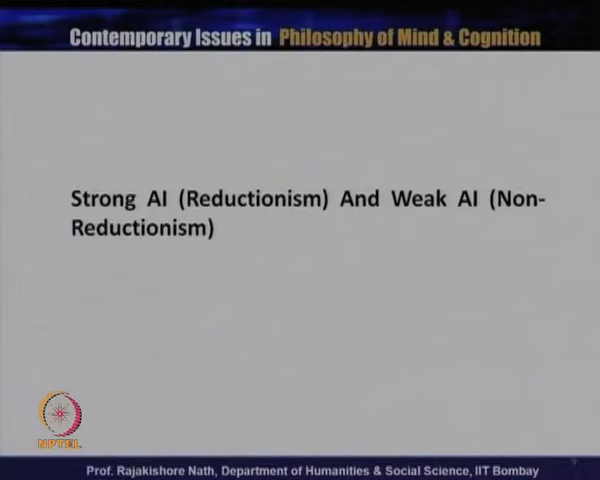 Contemporary Issues in Philosophy of Mind & Cognition
Strong AI (Reductionism) And Weak AI (Non-
Reductionism)
NPTEL
9
Prof. Rajakishore Nath, Department of Humanities & Social Science, IIT Bombay